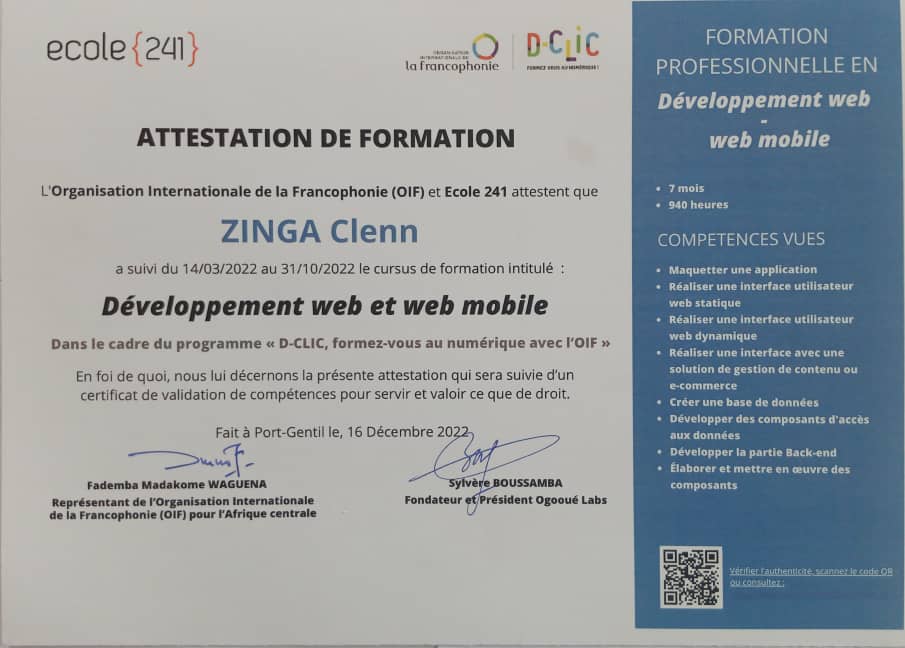 ecole{241}
ORGANISATION
INTERNATIONALE DE
la francophonie
D-CLIC
FORMEZ-VOUS AU NUMÉRIQUE !
ATTESTATION DE FORMATION
L'Organisation Internationale de la Francophonie (OIF) et Ecole 241 attestent que
ZINGA Clenn
a suivi du 14/03/2022 au 31/10/2022 le cursus de formation intitulé :
Développement web et web mobile
Dans le cadre du programme « D-CLIC, formez-vous au numérique avec l'OIF »
En foi de quoi, nous lui décernons la présente attestation qui sera suivie d'un
certificat de validation de compétences pour servir et valoir ce que de droit.
Fait à Port-Gentil le, 16 Décembre 2022
Fademba Madakome WAGUENA
Représentant de l'Organisation Internationale
de la Francophonie (OIF) pour l'Afrique centrale
Sylvère BOUSSAMBA
Fondateur et Président Ogooué Labs
FORMATION
PROFESSIONNELLE EN
Développement web
-
web mobile
• 7 mois
• 940 heures
COMPETENCES VUES
• Maquetter une application
• Réaliser une interface utilisateur
web statique
• Réaliser une interface utilisateur
web dynamique
• Réaliser une interface avec une
solution de gestion de contenu ou
e-commerce
• Créer une base de données
• Développer des composants d'accès
aux données
• Développer la partie Back-end
• Élaborer et mettre en œuvre des
composants
Vérifier l'authenticité, scannez le code QR
ou consultez :